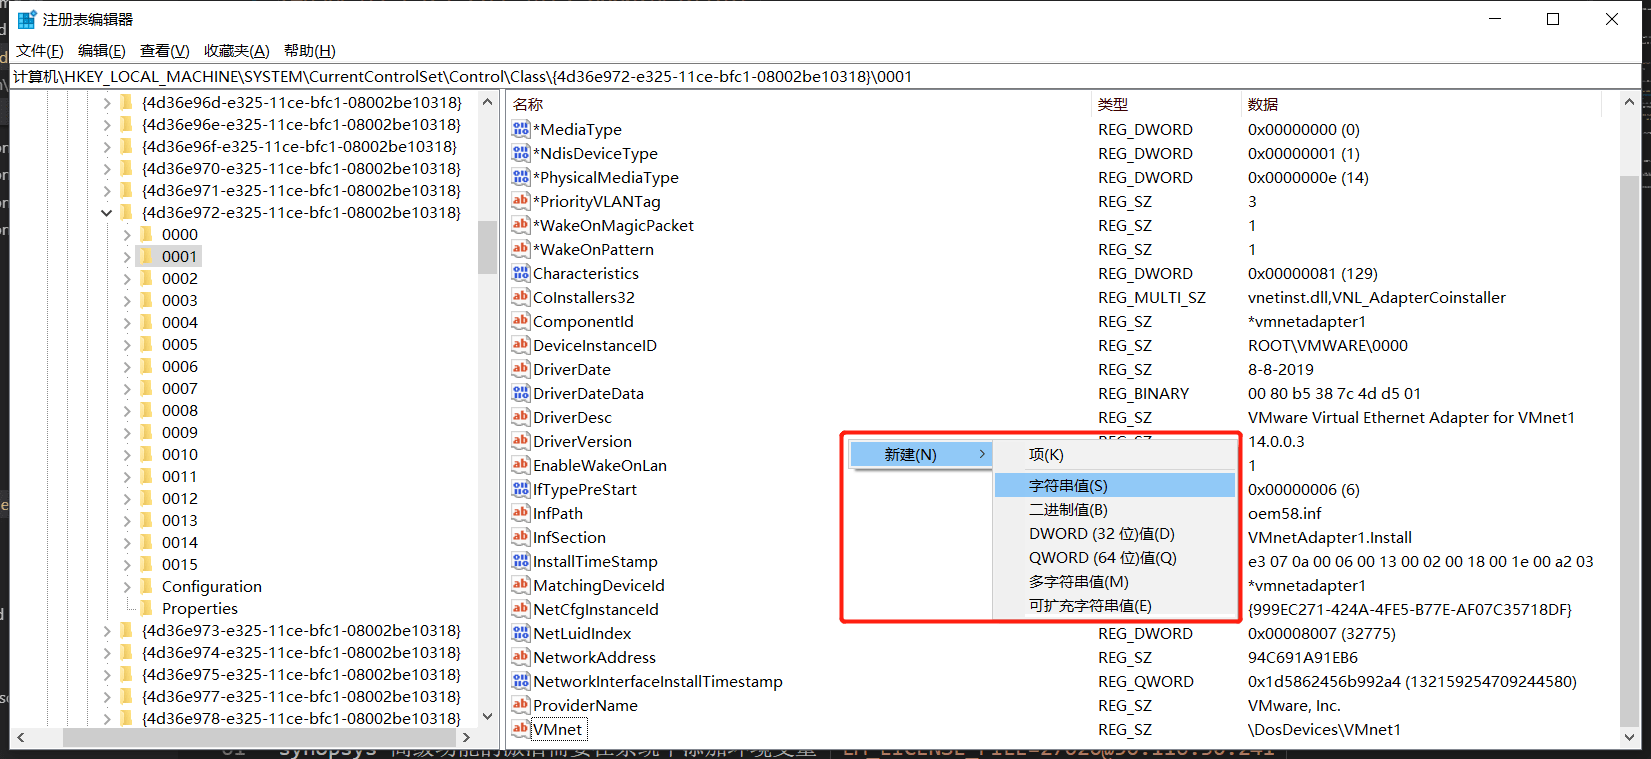 注册表编辑器
文件(F) 编辑(E) 查看(V) 收藏夹(A) 帮助(H)
计算机\HKEY_LOCAL_MACHINE\SYSTEM\CurrentControlSet\Control\Class\{4d36e972-e325-11ce-bfc1-08002be10318}\0001
{4d36e96d-e325-11ce-bfc1-08002be10318}
{4d36e96e-e325-11ce-bfc1-08002be10318}
{4d36e96f-e325-11ce-bfc1-08002be10318}
{4d36e970-e325-11ce-bfc1-08002be10318}
{4d36e971-e325-11ce-bfc1-08002be10318}
{4d36e972-e325-11ce-bfc1-08002be10318}
0000
0001
0002
0003
0004
0005
0006
0007
0008
0009
0010
0011
0012
0013
0014
0015
Configuration
Properties
{4d36e973-e325-11ce-bfc1-08002be10318}
{4d36e974-e325-11ce-bfc1-08002be10318}
{4d36e975-e325-11ce-bfc1-08002be10318}
{4d36e977-e325-11ce-bfc1-08002be10318}
{4d36e978-e325-11ce-bfc1-08002be10318}
名称 类型 数据
*MediaType REG_DWORD 0x00000000 (0)
*NdisDeviceType REG_DWORD 0x00000001 (1)
*PhysicalMediaType REG_DWORD 0x0000000e (14)
*PriorityVLANTag REG_SZ 3
*WakeOnMagicPacket REG_SZ 1
*WakeOnPattern REG_SZ 1
Characteristics REG_DWORD 0x00000081 (129)
CoInstallers32 REG_MULTI_SZ vnetinst.dll,VNL_AdapterCoinstaller
ComponentId REG_SZ *vmnetadapter1
DeviceInstanceID REG_SZ ROOT\VMWARE\0000
DriverDate REG_SZ 8-8-2019
DriverDateData REG_BINARY 00 80 b5 38 7c 4d d5 01
DriverDesc REG_SZ VMware Virtual Ethernet Adapter for VMnet1
DriverVersion 14.0.0.3
EnableWakeOnLan 1
IfTypePreStart 0x00000006 (6)
InfPath oem58.inf
InfSection VMnetAdapter1.Install
InstallTimeStamp e3 07 0a 00 06 00 13 00 02 00 18 00 1e 00 a2 03
MatchingDeviceId *vmnetadapter1
NetCfgInstanceId {999EC271-424A-4FE5-B77E-AF07C35718DF}
NetLuidIndex REG_DWORD 0x00008007 (32775)
NetworkAddress REG_SZ 94C691A91EB6
NetworkInterfaceInstallTimestamp REG_QWORD 0x1d5862456b992a4 (132159254709244580)
ProviderName REG_SZ VMware, Inc.
VMnet REG_SZ \DosDevices\VMnet1
新建(N)
项(K)
字符串值(S)
二进制值(B)
DWORD (32 位)值(D)
QWORD (64 位)值(Q)
多字符串值(M)
可扩充字符串值(E)